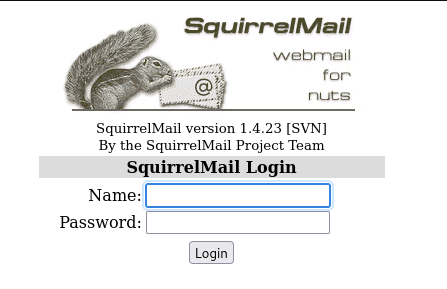 SquirrelMail
webmail
for
nuts
@
SquirrelMail version 1.4.23 [SVN]
By the SquirrelMail Project Team
SquirrelMail Login
Name:
Password:
Login